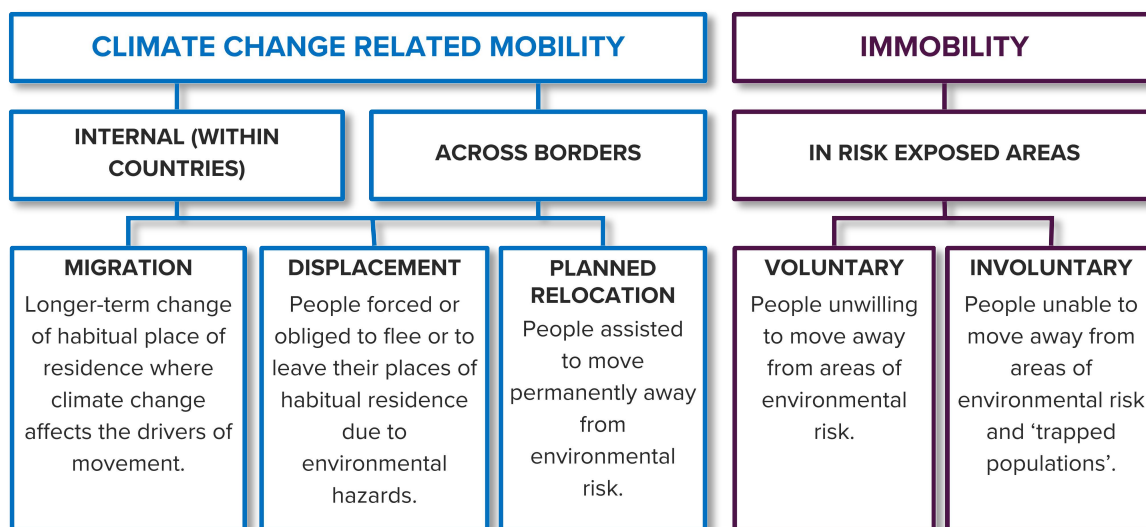 CLIMATE CHANGE RELATED MOBILITY
IMMOBILITY
INTERNAL (WITHIN
COUNTRIES)
ACROSS BORDERS
IN RISK EXPOSED AREAS
MIGRATION
Longer-term change
of habitual place of
residence where
climate change
affects the drivers of
movement.
DISPLACEMENT
People forced or
obliged to flee or to
leave their places of
habitual residence
due to
environmental
hazards.
PLANNED
RELOCATION
People assisted
to move
permanently away
from
environmental
risk.
VOLUNTARY
People unwilling
to move away
from areas of
environmental
risk.
INVOLUNTARY
People unable to
move away from
areas of
environmental risk
and ‘trapped
populations’.